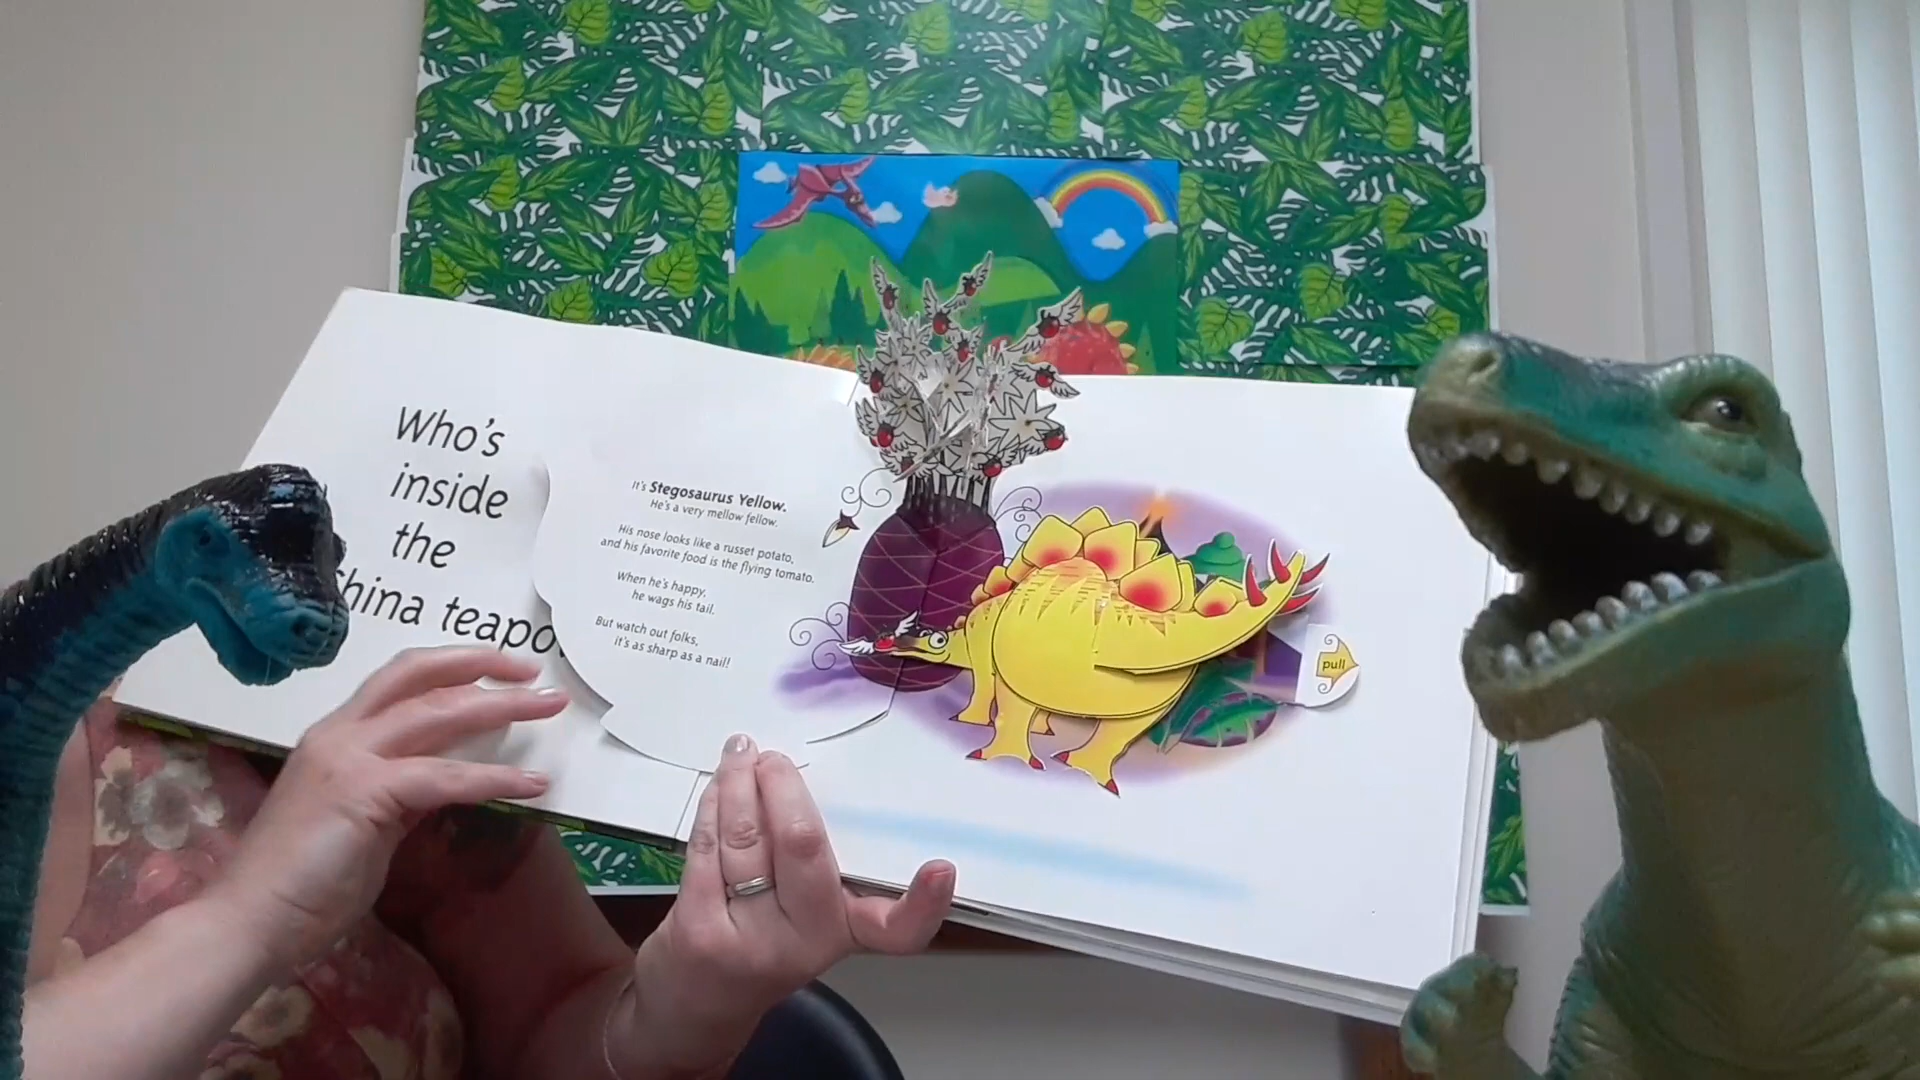 Who's
inside
the
China teapo
It's Stegosaurus Yellow.
He's a very mellow fellow.
His nose looks like a russet potato,
and his favorite food is the flying tomato.
When he's happy,
he wags his tail.
But watch out folks,
it's as sharp as a nail!
pull